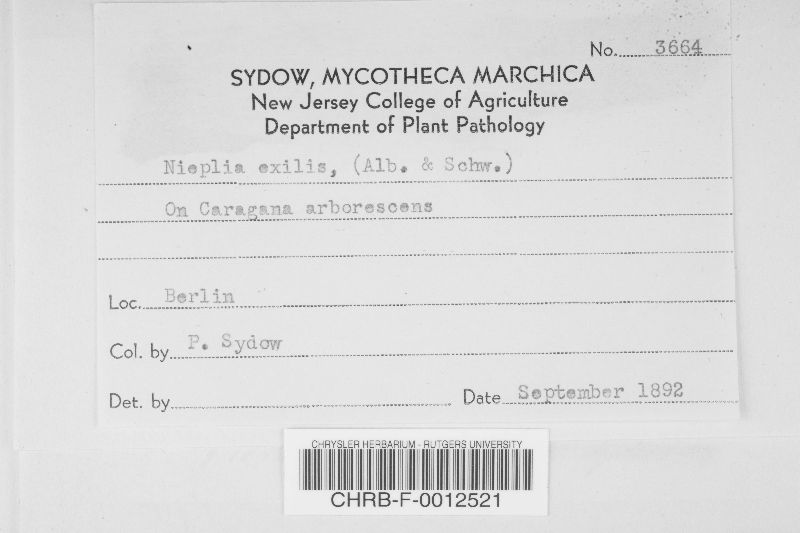 No. 3664
SYDOW, MYCOTHECA MARCHICA
New Jersey College of Agriculture
Department of Plant Pathology
Nieplia exilis, (Alb. & Schw.)
On Caragana arborescens
Loc. Berlin
Col. by P. Sydow
Det. by
Date September 1892
CHRYSLER HERBARIUM - RUTGERS UNIVERSITY
CHRB-F-0012521